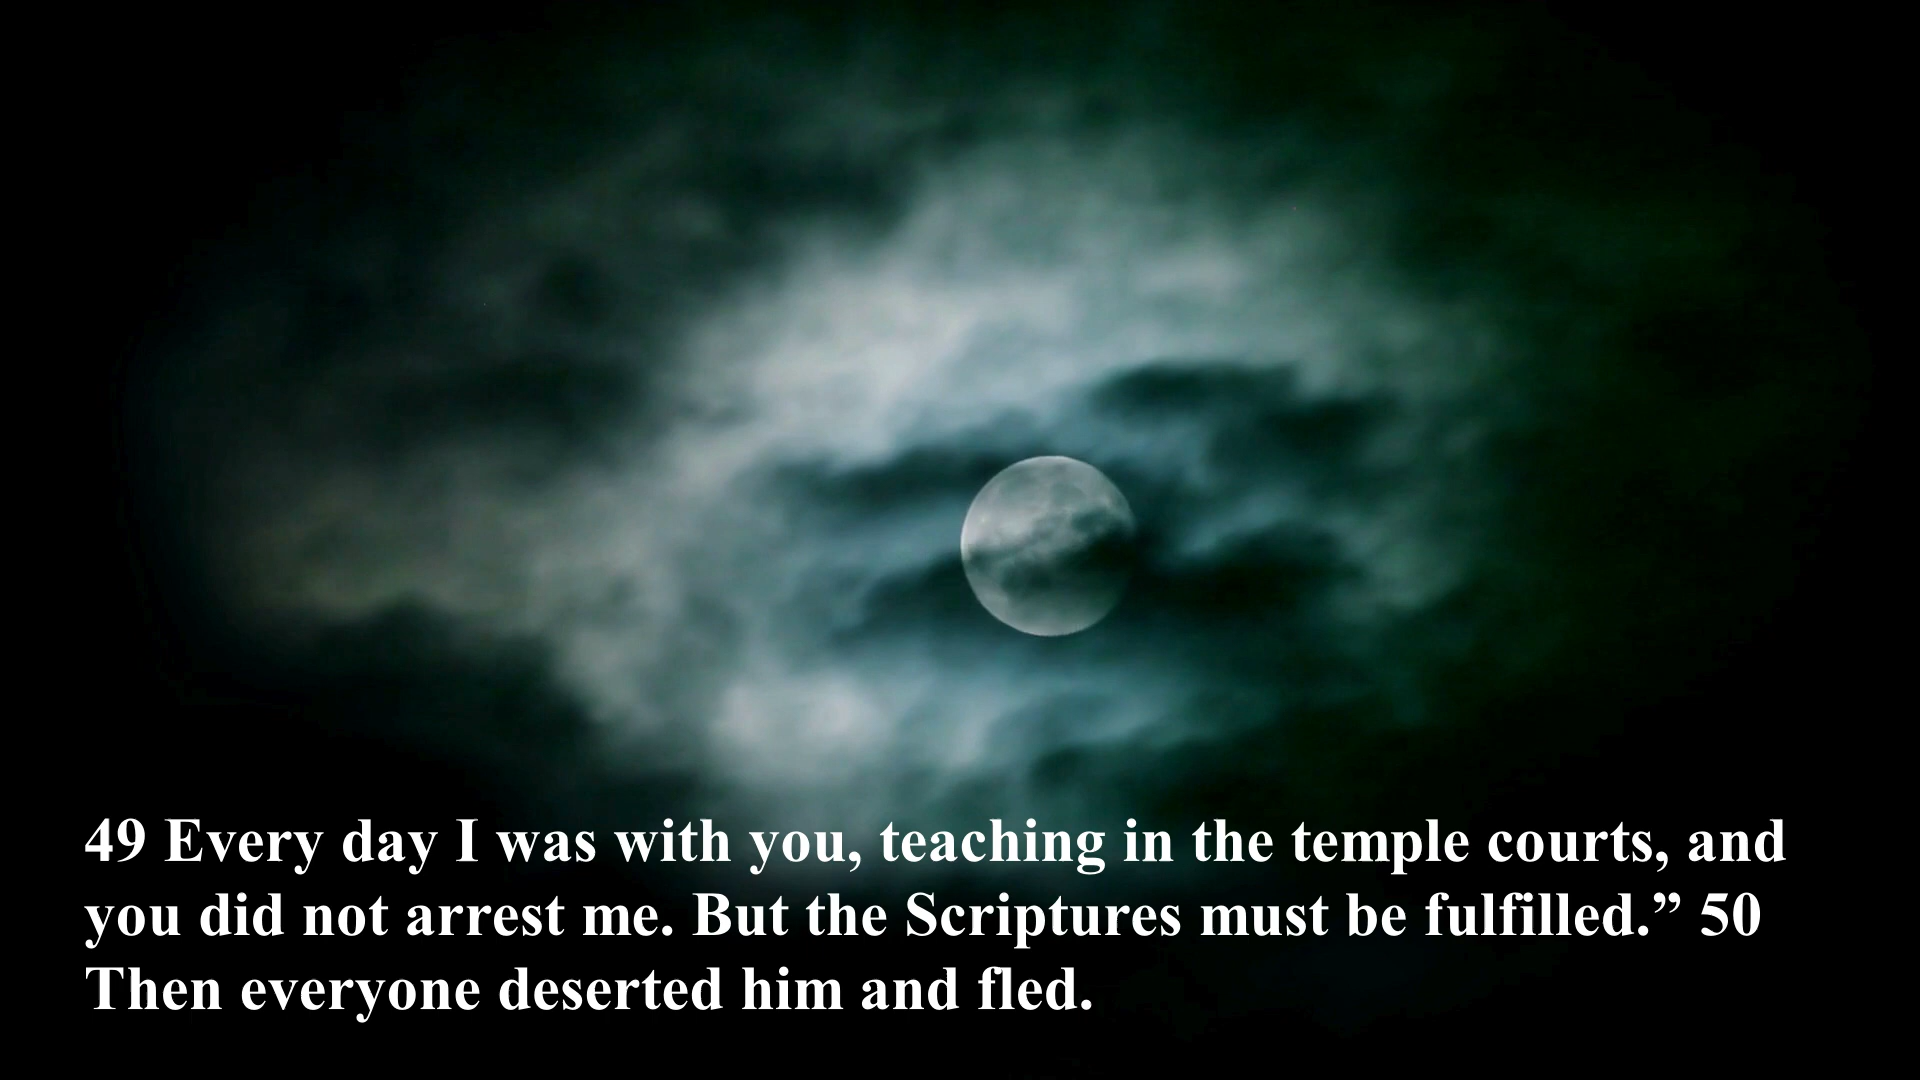 49 Every day I was with you, teaching in the temple courts, and
you did not arrest me. But the Scriptures must be fulfilled.” 50
Then everyone deserted him and fled.